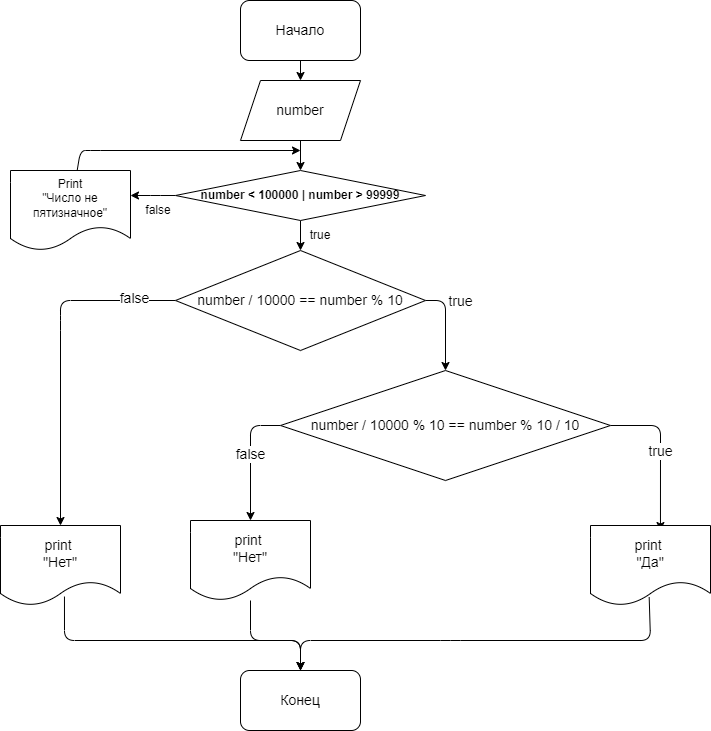 Начало
number
Print
"Число не
пятизначное"
number < 100000 | number > 99999
false
true
number / 10000 == number % 10
false
true
number / 10000 % 10 == number % 10 / 10
false
true
print
"Нет"
print
"Нет"
print
"Да"
Конец